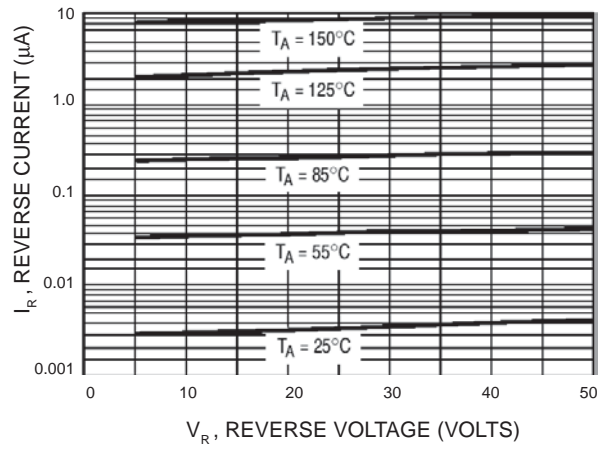 I_R , REVERSE CURRENT (μA)
10
1.0
0.1
0.01
0.001
T_A = 150°C
T_A = 125°C
T_A = 85°C
T_A = 55°C
T_A = 25°C
0 10 20 30 40 50
V_R , REVERSE VOLTAGE (VOLTS)